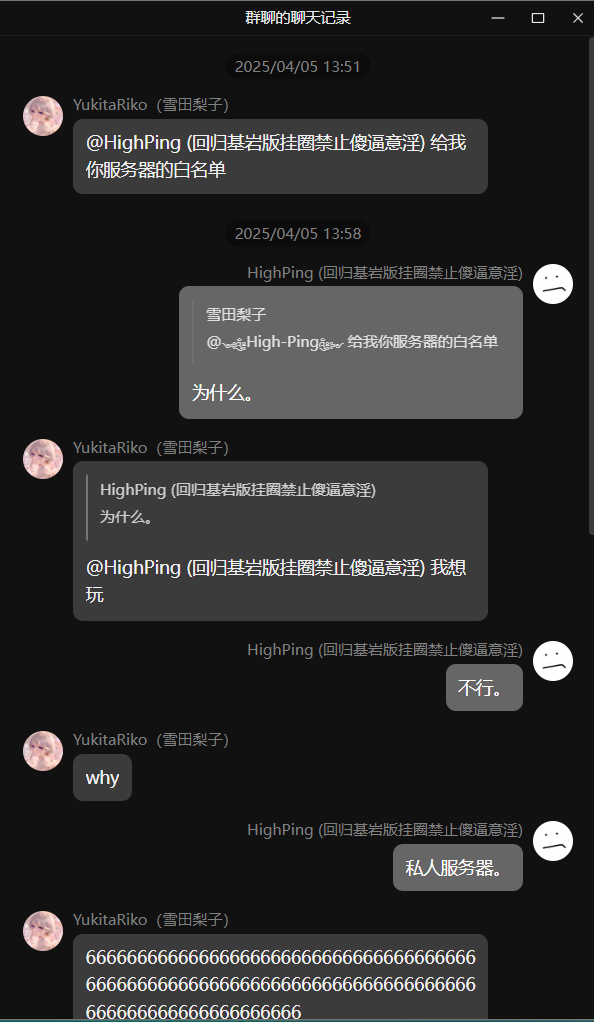 群聊的聊天记录
2025/04/05 13:51
YukitaRiko（雪田梨子）
@HighPing (回归基岩版挂圈禁止傻逼意淫) 给我
你服务器的白名单
2025/04/05 13:58
HighPing (回归基岩版挂圈禁止傻逼意淫)
雪田梨子
@High-Ping 给我你服务器的白名单
为什么。
YukitaRiko（雪田梨子）
HighPing (回归基岩版挂圈禁止傻逼意淫)
为什么。
@HighPing (回归基岩版挂圈禁止傻逼意淫) 我想
玩
HighPing (回归基岩版挂圈禁止傻逼意淫)
不行。
YukitaRiko（雪田梨子）
why
HighPing (回归基岩版挂圈禁止傻逼意淫)
私人服务器。
YukitaRiko（雪田梨子）
66666666666666666666666666666666666666
66666666666666666666666666666666666666
666666666666666666666